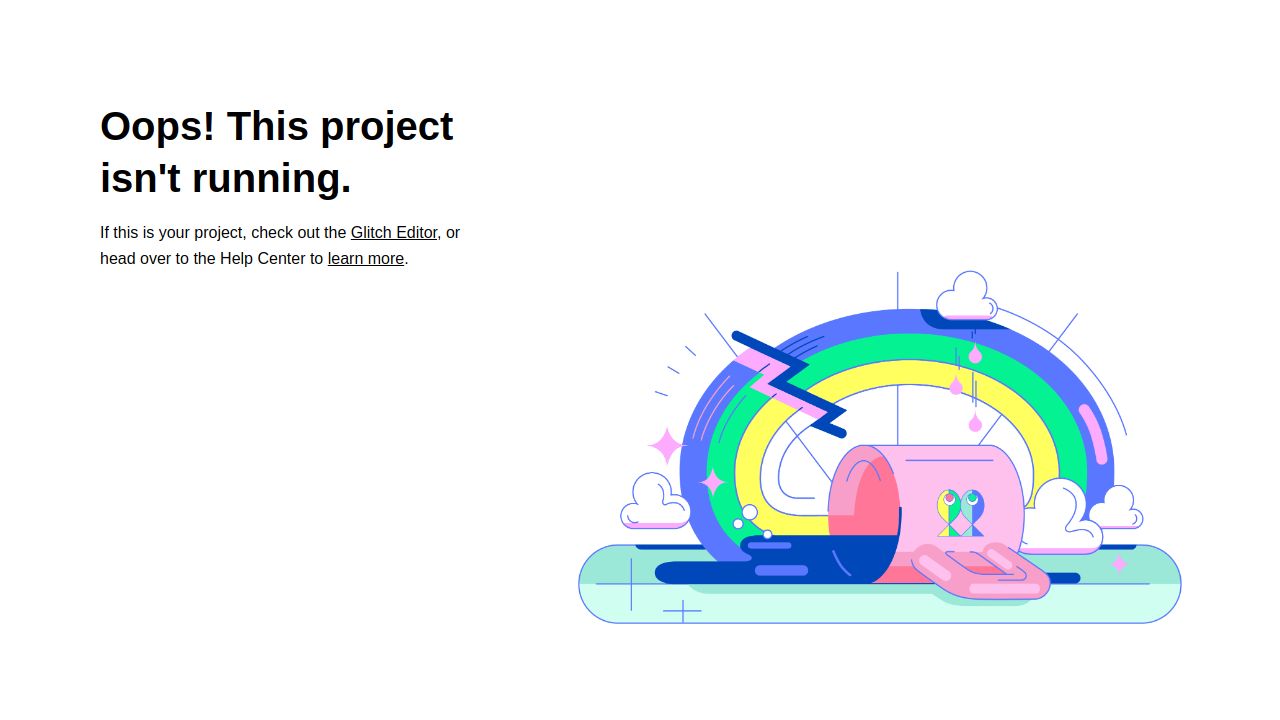 Oops! This project
isn't running.
If this is your project, check out the Glitch Editor, or
head over to the Help Center to learn more.